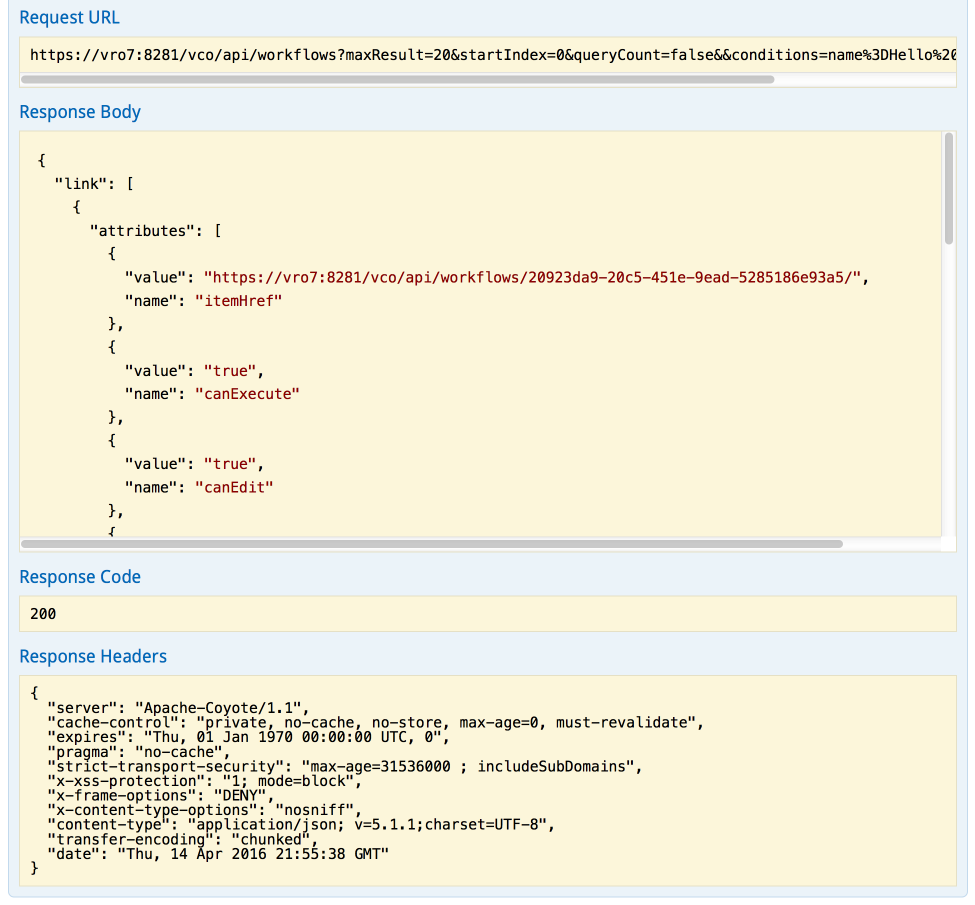 Request URL
https://vro7:8281/vco/api/workflows?maxResult=20&startIndex=0&queryCount=false&&conditions=name%3DHello%20
Response Body
{
"link": [
{
"attributes": [
{
"value": "https://vro7:8281/vco/api/workflows/20923da9-20c5-451e-9ead-5285186e93a5/",
"name": "itemHref"
},
{
"value": "true",
"name": "canExecute"
},
{
"value": "true",
"name": "canEdit"
},
{
Response Code
200
Response Headers
{
"server": "Apache-Coyote/1.1",
"cache-control": "private, no-cache, no-store, max-age=0, must-revalidate",
"expires": "Thu, 01 Jan 1970 00:00:00 UTC, 0",
"pragma": "no-cache",
"strict-transport-security": "max-age=31536000 ; includeSubDomains",
"x-xss-protection": "1; mode=block",
"x-frame-options": "DENY",
"x-content-type-options": "nosniff",
"content-type": "application/json; v=5.1.1;charset=UTF-8",
"transfer-encoding": "chunked",
"date": "Thu, 14 Apr 2016 21:55:38 GMT"
}